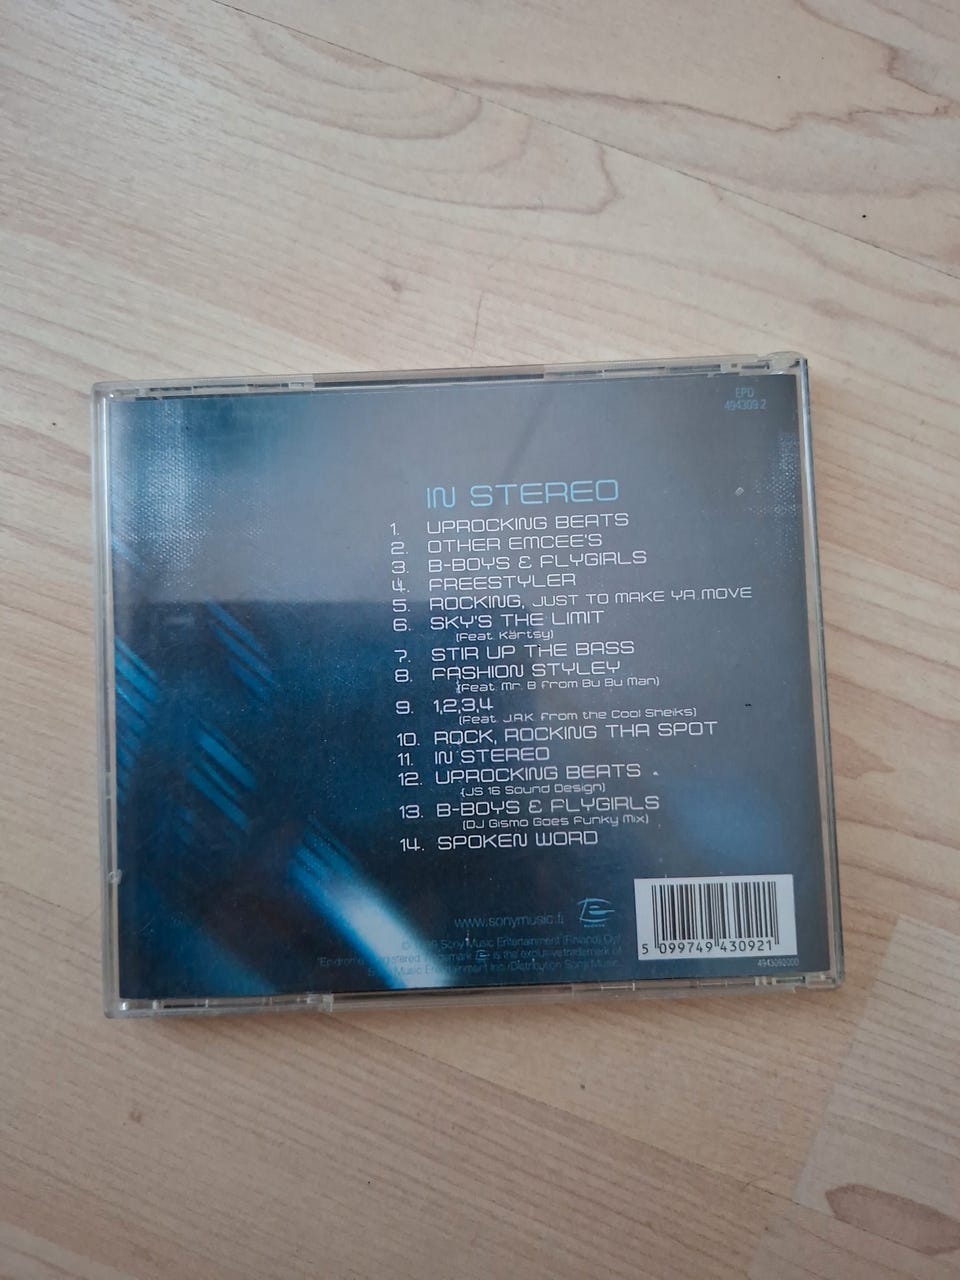 EPD
494309 2
IN STEREO
1. UPROCKING BEATS
2. OTHER EMCEE'S
3. B-BOYS & FLYGIRLS
4. FREESTYLER
5. ROCKING, JUST TO MAKE YA MOVE
6. SKY'S THE LIMIT
(Feat. Kärtsy)
7. STIR UP THE BASS
8. FASHION STYLEY
(Feat. Mr. B from Bu Bu Man)
9. 1,2,3,4
(Feat. J.A.K. from the Cool Sheiks)
10. ROCK, ROCKING THA SPOT
11. IN STEREO
12. UPROCKING BEATS
(JS 16 Sound Design)
13. B-BOYS & FLYGIRLS
(DJ Gismo Goes Funky Mix)
14. SPOKEN WORD
www.sonymusic.fi
Sony Music Entertainment (Finland) Oy/
Registered Trademark is the exclusive trademark of
Music Entertainment Inc./Distribution Sony Music
5 099749 430921
4943092000